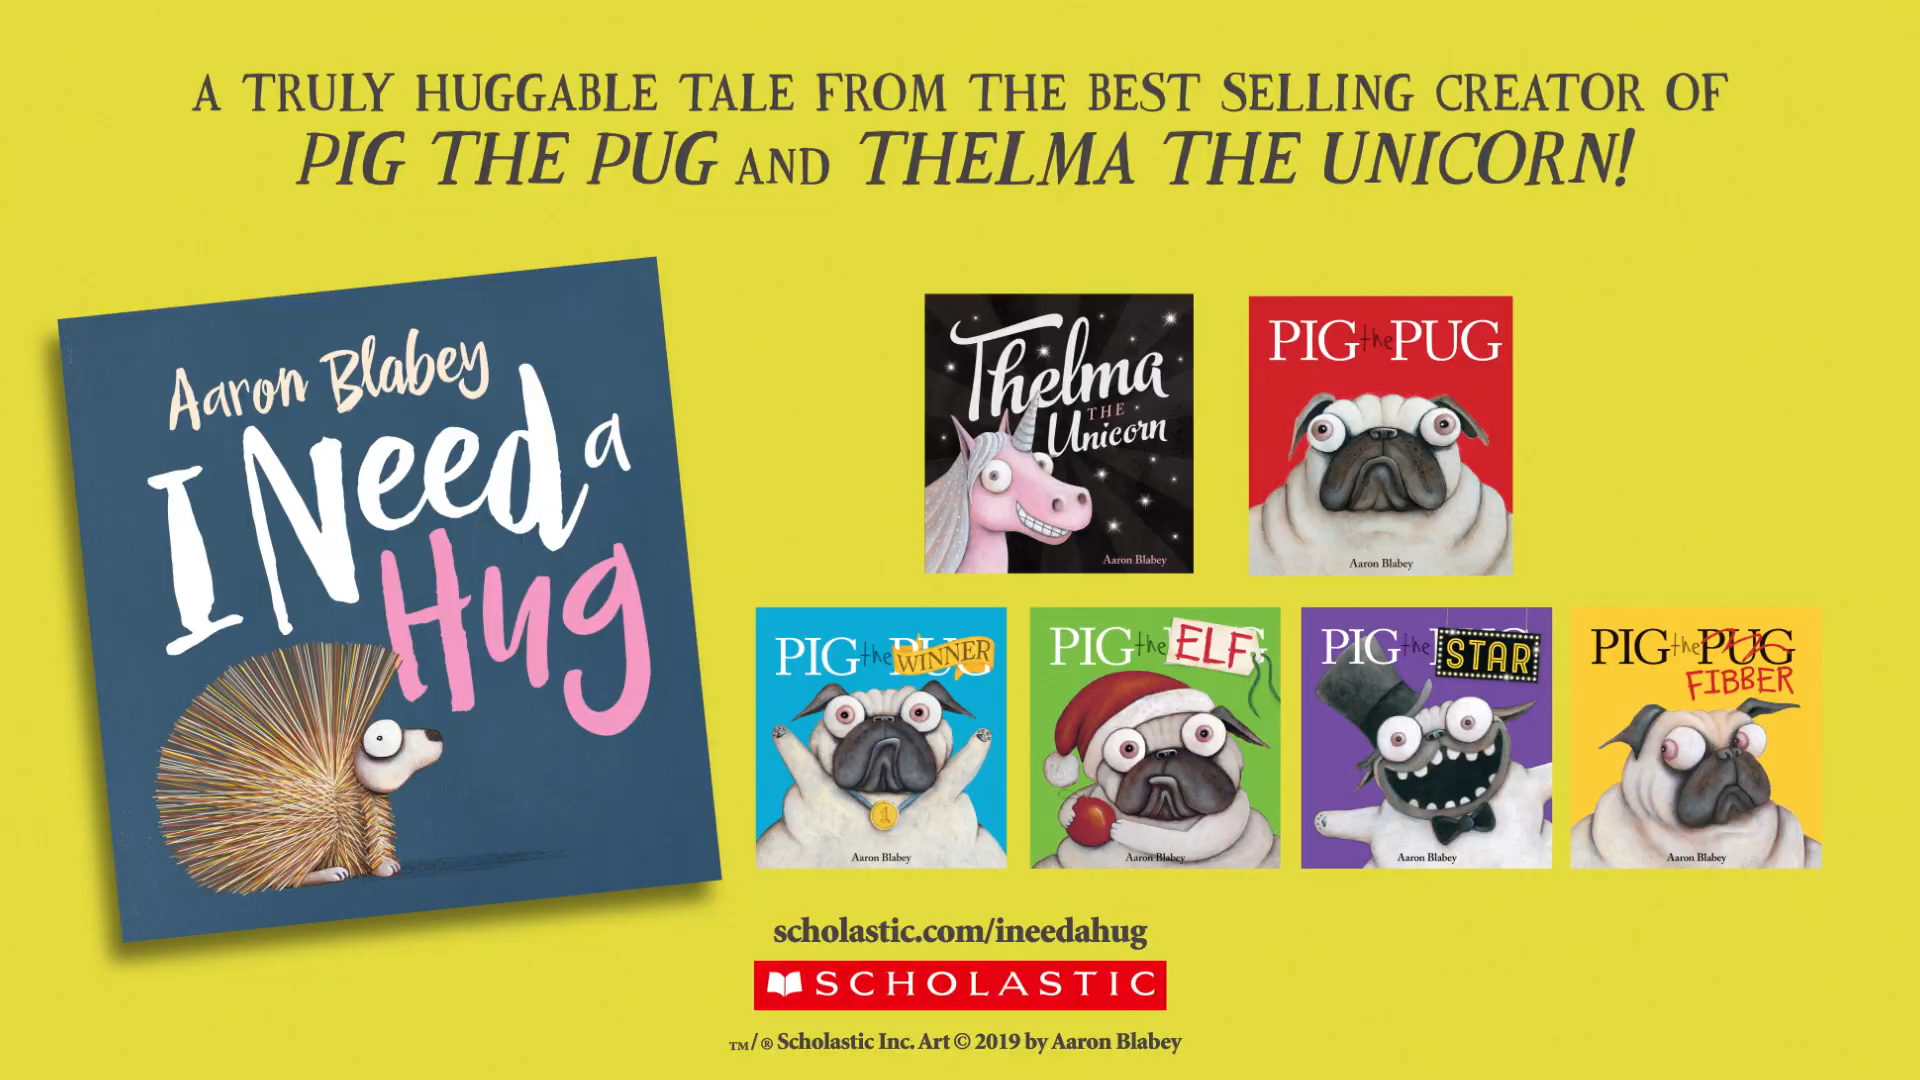 A TRULY HUGGABLE TALE FROM THE BEST SELLING CREATOR OF
PIG THE PUG AND THELMA THE UNICORN!
Aaron Blabey
I Need a
Hug
Thelma
THE
Unicorn
Aaron Blabey
PIG the PUG
Aaron Blabey
PIG the PUG
WINNER
Aaron Blabey
PIG the
ELF
Aaron Blabey
PIG the
STAR
Aaron Blabey
PIG the PUG
FIBBER
Aaron Blabey
scholastic.com/ineedahug
SCHOLASTIC
™/® Scholastic Inc. Art © 2019 by Aaron Blabey